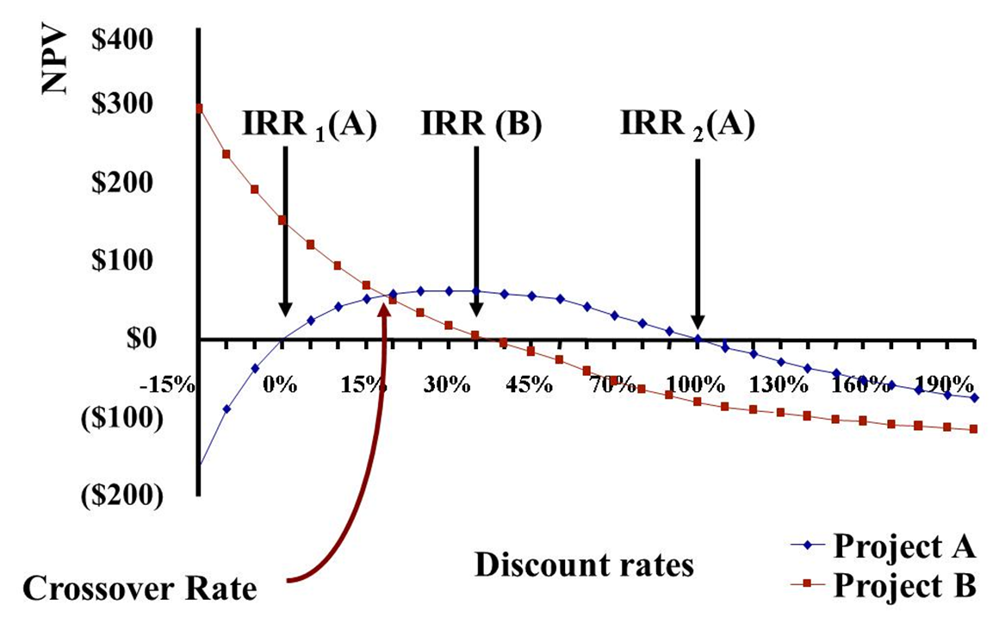 NPV
$400
$300
$200
$100
$0
($100)
($200)
IRR 1(A)
IRR (B)
IRR 2(A)
-15% 0% 15% 30% 45% 70% 100% 130% 160% 190%
Crossover Rate
Discount rates
Project A
Project B